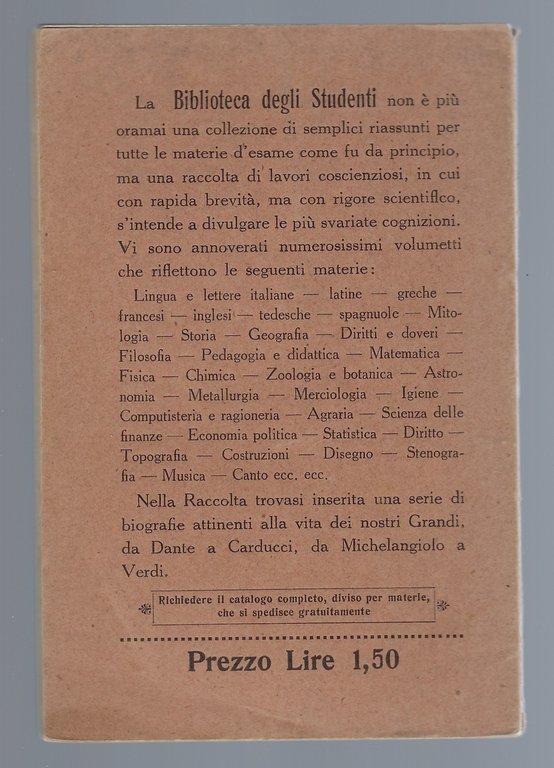 La Biblioteca degli Studenti non è più
oramai una collezione di semplici riassunti per
tutte le materie d'esame come fu da principio,
ma una raccolta di lavori coscienziosi, in cui
con rapida brevità, ma con rigore scientifico,
s'intende a divulgare le più svariate cognizioni.
Vi sono annoverati numerosissimi volumetti
che riflettono le seguenti materie:
Lingua e lettere italiane — latine — greche —
francesi — inglesi — tedesche — spagnuole — Mito-
logia — Storia — Geografia — Diritti e doveri —
Filosofia — Pedagogia e didattica — Matematica —
Fisica — Chimica — Zoologia e botanica — Astro-
nomia — Metallurgia — Merciologia — Igiene —
Computisteria e ragioneria — Agraria — Scienza delle
finanze — Economia politica — Statistica — Diritto —
Topografia — Costruzioni — Disegno — Stenogra-
fia — Musica — Canto ecc. ecc.
Nella Raccolta trovasi inserita una serie di
biografie attinenti alla vita dei nostri Grandi,
da Dante a Carducci, da Michelangiolo a
Verdi.
Richiedere il catalogo completo, diviso per materie,
che si spedisce gratuitamente
Prezzo Lire 1,50